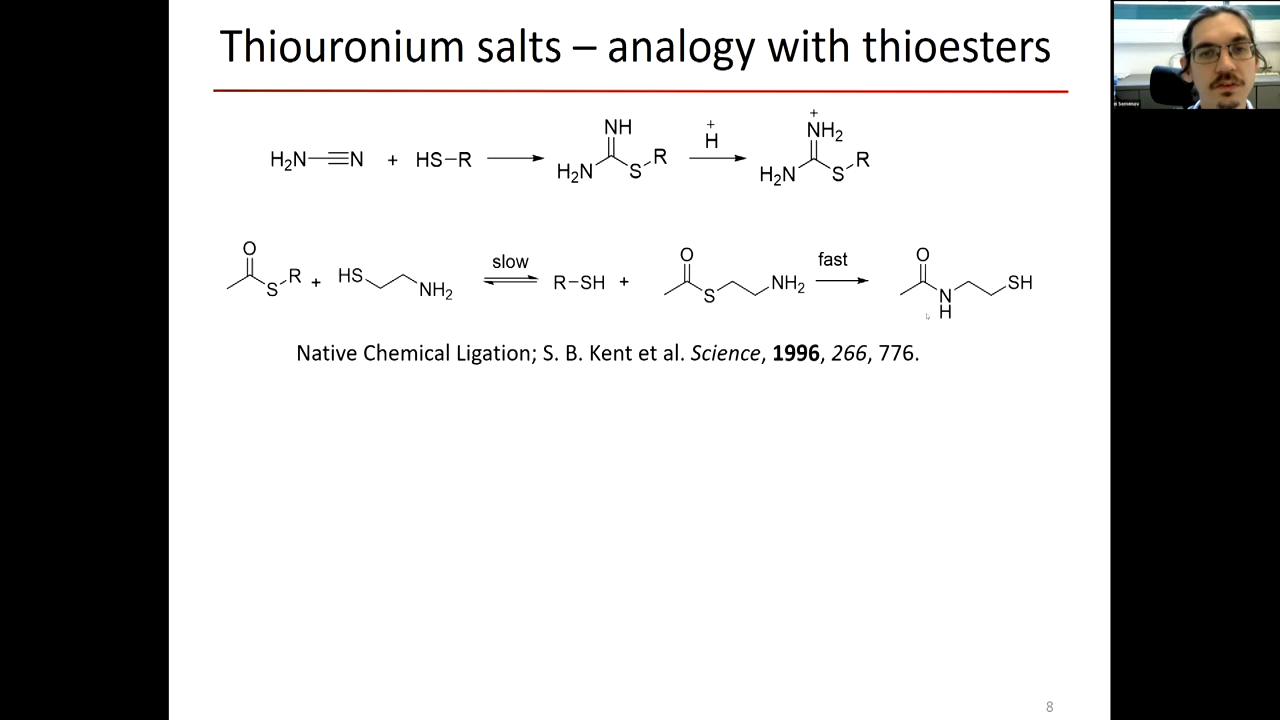 Thiouronium salts – analogy with thioesters
H₂N N + HS–R NH H₂N S R + H + NH₂ H₂N S R
O S R + HS NH₂ slow R–SH + O S NH₂ fast O N H SH
Native Chemical Ligation; S. B. Kent et al. Science, 1996, 266, 776.
8